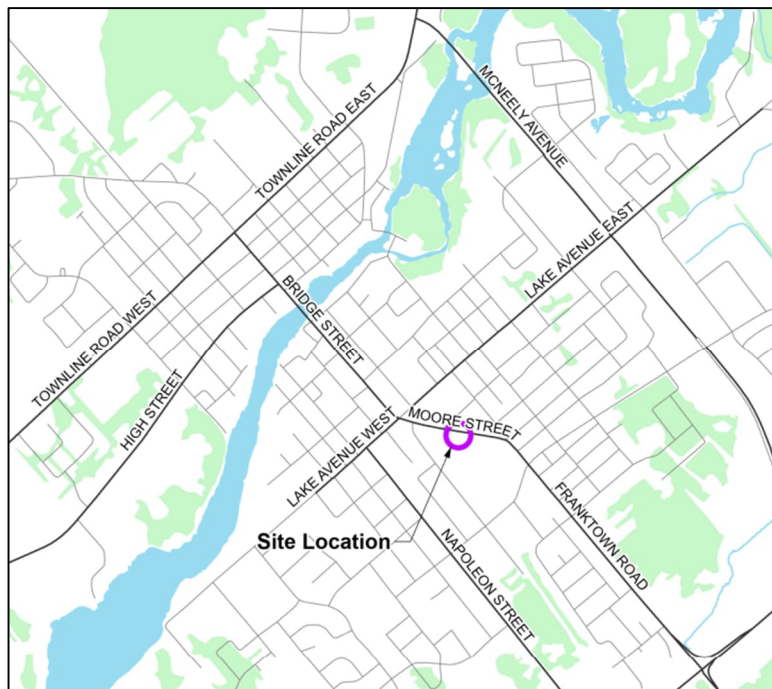 MCNEELY AVENUE
TOWNLINE ROAD EAST
LAKE AVENUE EAST
BRIDGE STREET
TOWNLINE ROAD WEST
HIGH STREET
MOORE STREET
LAKE AVENUE WEST
FRANKTOWN ROAD
Site Location
NAPOLEON STREET